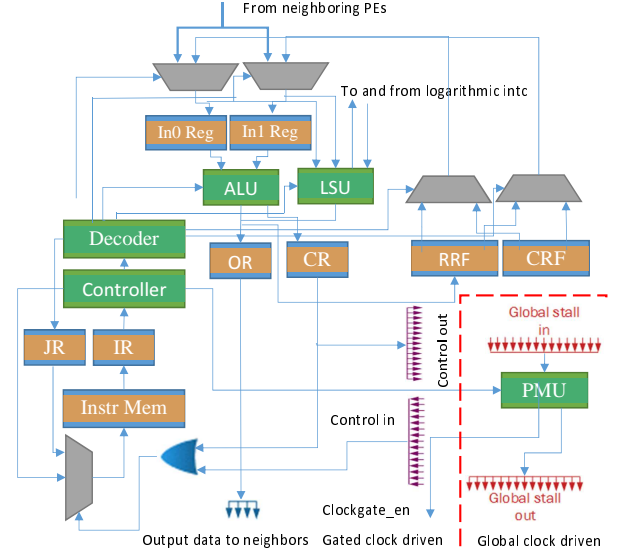 From neighboring PEs
To and from logarithmic intc
In0 Reg
In1 Reg
ALU
LSU
Decoder
OR
CR
RRF
CRF
Controller
JR
IR
Control out
Global stall
in
PMU
Instr Mem
Control in
Global stall
out
Clockgate_en
Output data to neighbors
Gated clock driven
Global clock driven